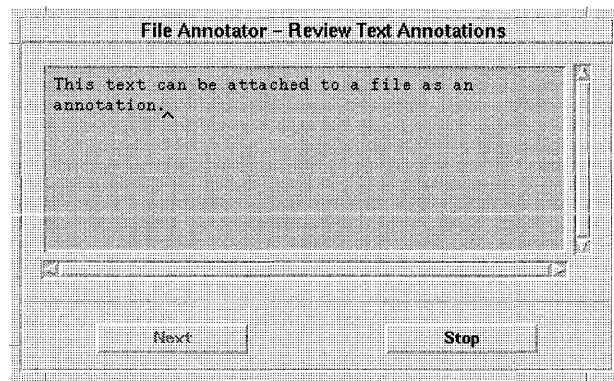 File Annotator – Review Text Annotations
This text can be attached to a file as an
annotation.
Next
Stop